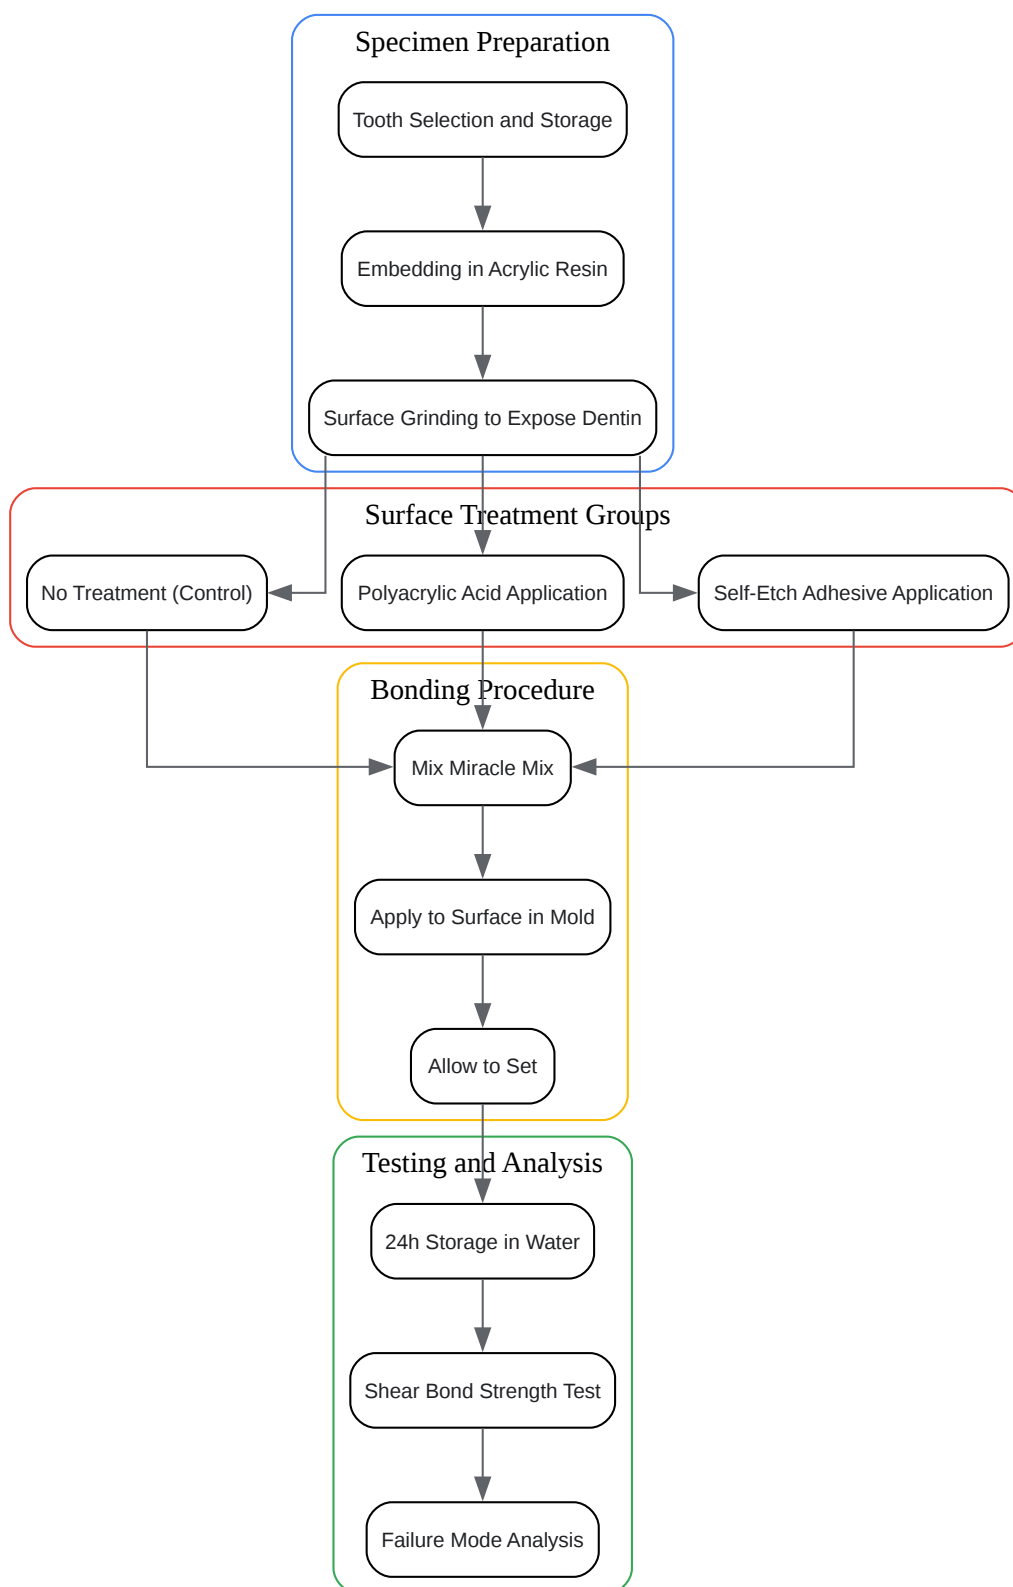 Specimen Preparation
Tooth Selection and Storage
Embedding in Acrylic Resin
Surface Grinding to Expose Dentin
Surface Treatment Groups
No Treatment (Control)
Polyacrylic Acid Application
Self-Etch Adhesive Application
Bonding Procedure
Mix Miracle Mix
Apply to Surface in Mold
Allow to Set
Testing and Analysis
24h Storage in Water
Shear Bond Strength Test
Failure Mode Analysis